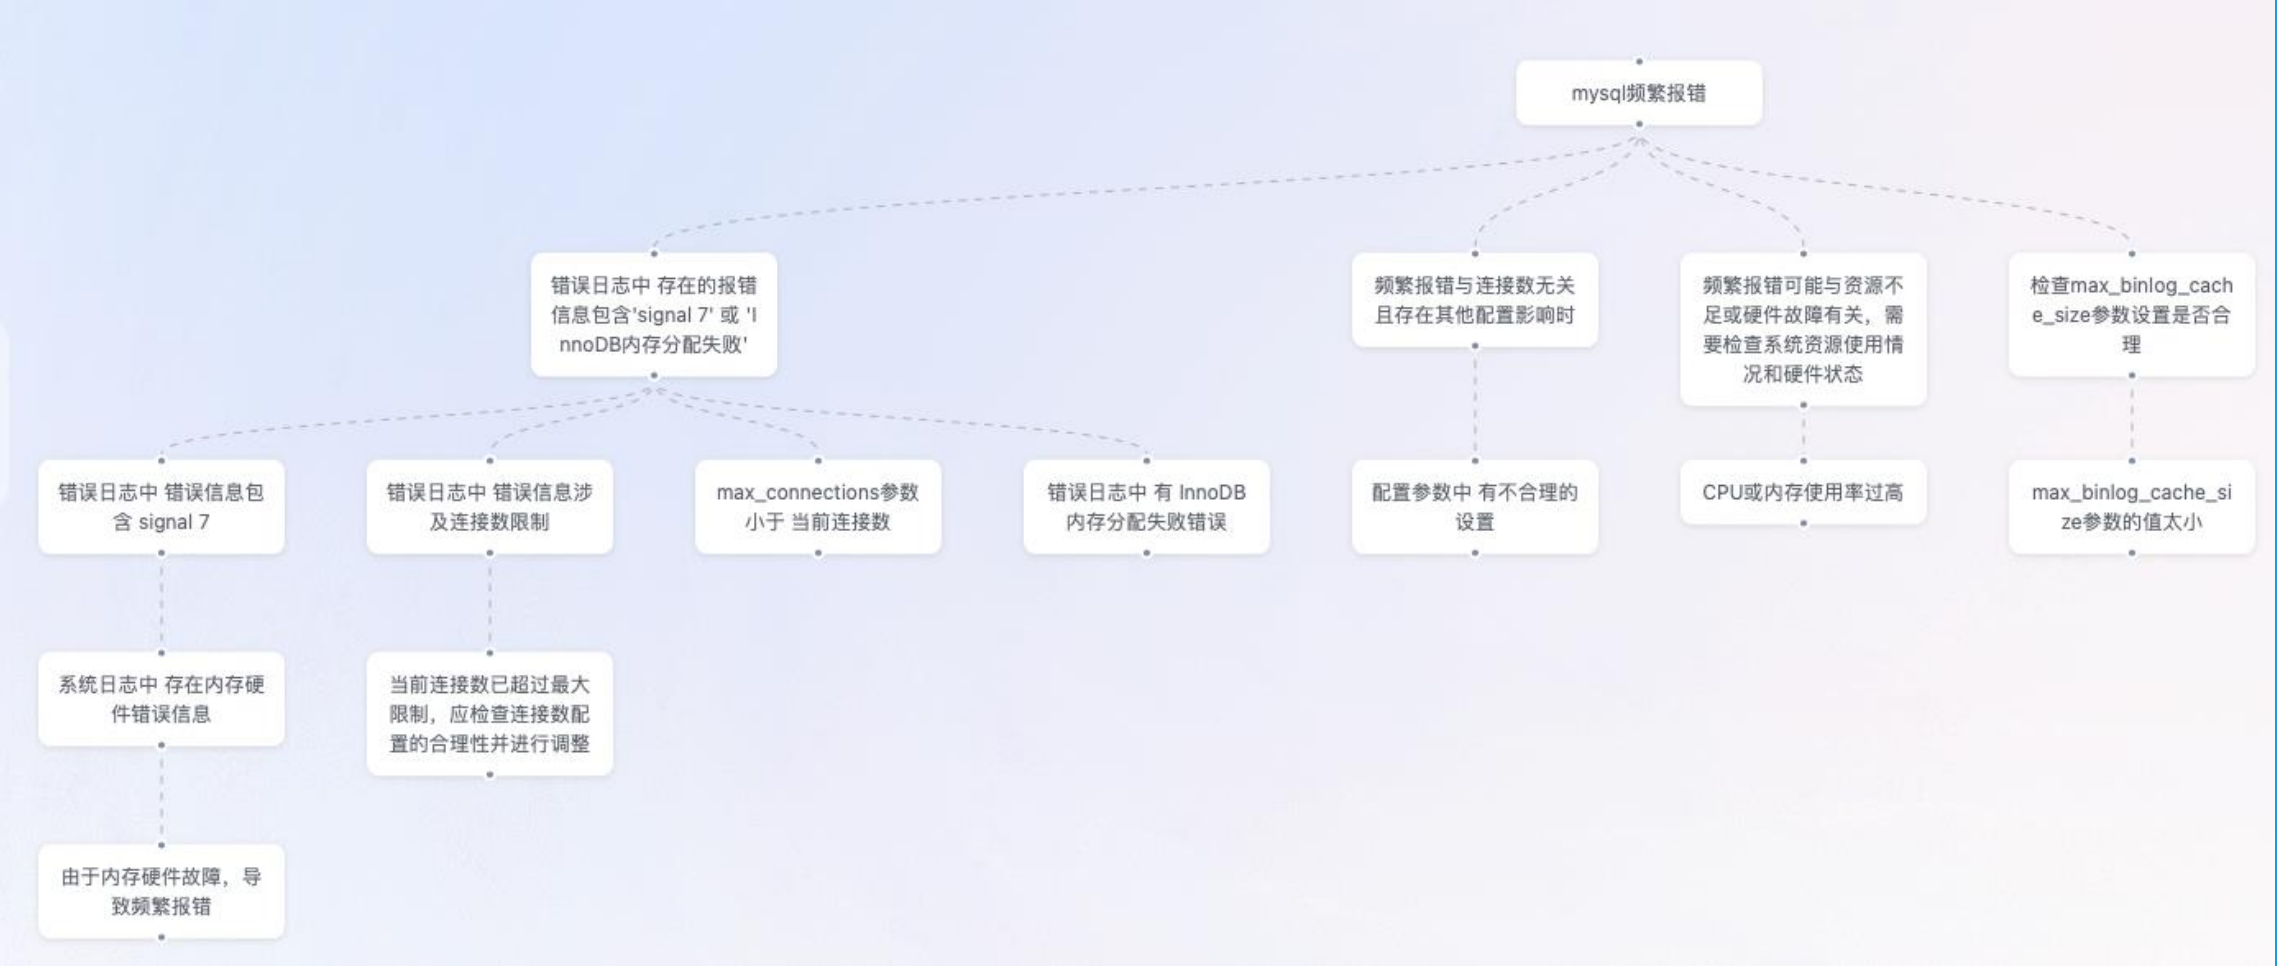 mysql频繁报错
错误日志中 存在的报错
信息包含'signal 7' 或 'I
nnoDB内存分配失败'
频繁报错与连接数无关
且存在其他配置影响时
频繁报错可能与资源不
足或硬件故障有关，需
要检查系统资源使用情
况和硬件状态
检查max_binlog_cach
e_size参数设置是否合
理
错误日志中 错误信息包
含 signal 7
错误日志中 错误信息涉
及连接数限制
max_connections参数
小于 当前连接数
错误日志中 有 InnoDB
内存分配失败错误
配置参数中 有不合理的
设置
CPU或内存使用率过高
max_binlog_cache_si
ze参数的值太小
系统日志中 存在内存硬
件错误信息
当前连接数已超过最大
限制，应检查连接数配
置的合理性并进行调整
由于内存硬件故障，导
致频繁报错